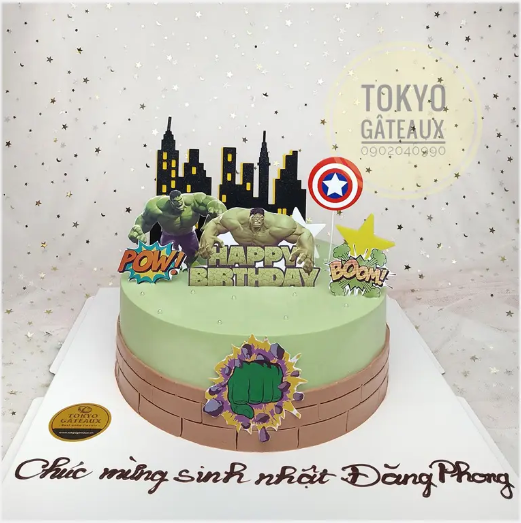 TOKYO
GÂTEAUX
0902040990
POW!
HAPPY
BIRTHDAY
BOOM!
TOKYO
GÂTEAUX
Chúc mừng sinh nhật Đăng Phong